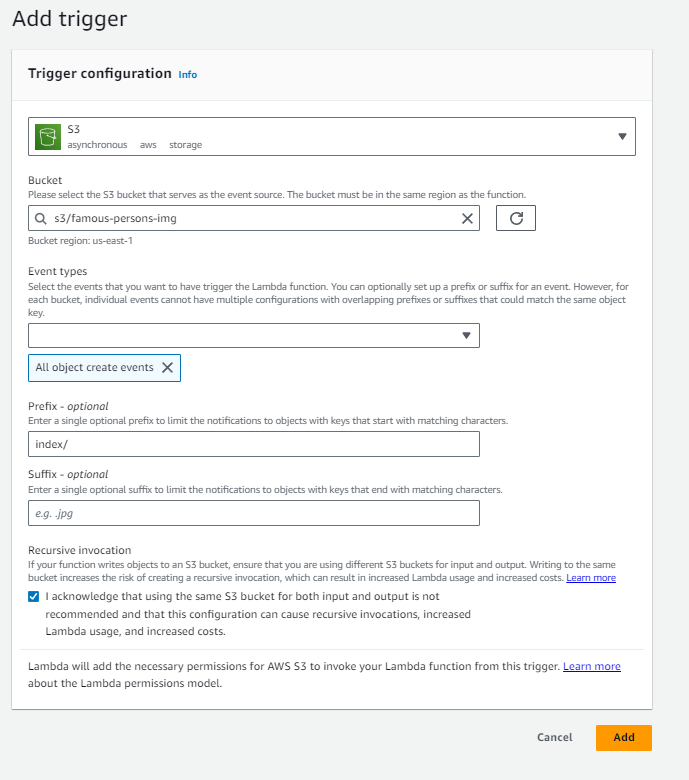 Add trigger
Trigger configuration Info
S3
asynchronous aws storage
Bucket
Please select the S3 bucket that serves as the event source. The bucket must be in the same region as the function.
s3/famous-persons-img
Bucket region: us-east-1
Event types
Select the events that you want to have trigger the Lambda function. You can optionally set up a prefix or suffix for an event. However, for
each bucket, individual events cannot have multiple configurations with overlapping prefixes or suffixes that could match the same object
key.
All object create events
Prefix - optional
Enter a single optional prefix to limit the notifications to objects with keys that start with matching characters.
index/
Suffix - optional
Enter a single optional suffix to limit the notifications to objects with keys that end with matching characters.
e.g. .jpg
Recursive invocation
If your function writes objects to an S3 bucket, ensure that you are using different S3 buckets for input and output. Writing to the same
bucket increases the risk of creating a recursive invocation, which can result in increased Lambda usage and increased costs. Learn more
I acknowledge that using the same S3 bucket for both input and output is not
recommended and that this configuration can cause recursive invocations, increased
Lambda usage, and increased costs.
Lambda will add the necessary permissions for AWS S3 to invoke your Lambda function from this trigger. Learn more
about the Lambda permissions model.
Cancel Add